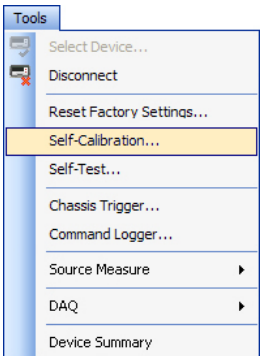 Tools
Select Device...
Disconnect
Reset Factory Settings...
Self-Calibration...
Self-Test...
Chassis Trigger...
Command Logger...
Source Measure
DAQ
Device Summary